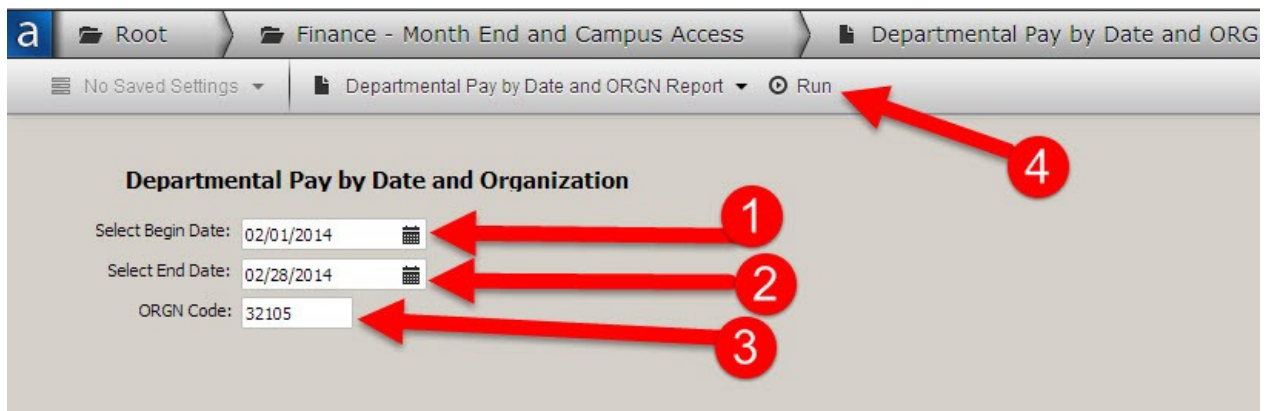 a Root Finance - Month End and Campus Access Departmental Pay by Date and ORG
No Saved Settings Departmental Pay by Date and ORGN Report Run
4
Departmental Pay by Date and Organization
Select Begin Date: 02/01/2014
1
Select End Date: 02/28/2014
2
ORGN Code: 32105
3